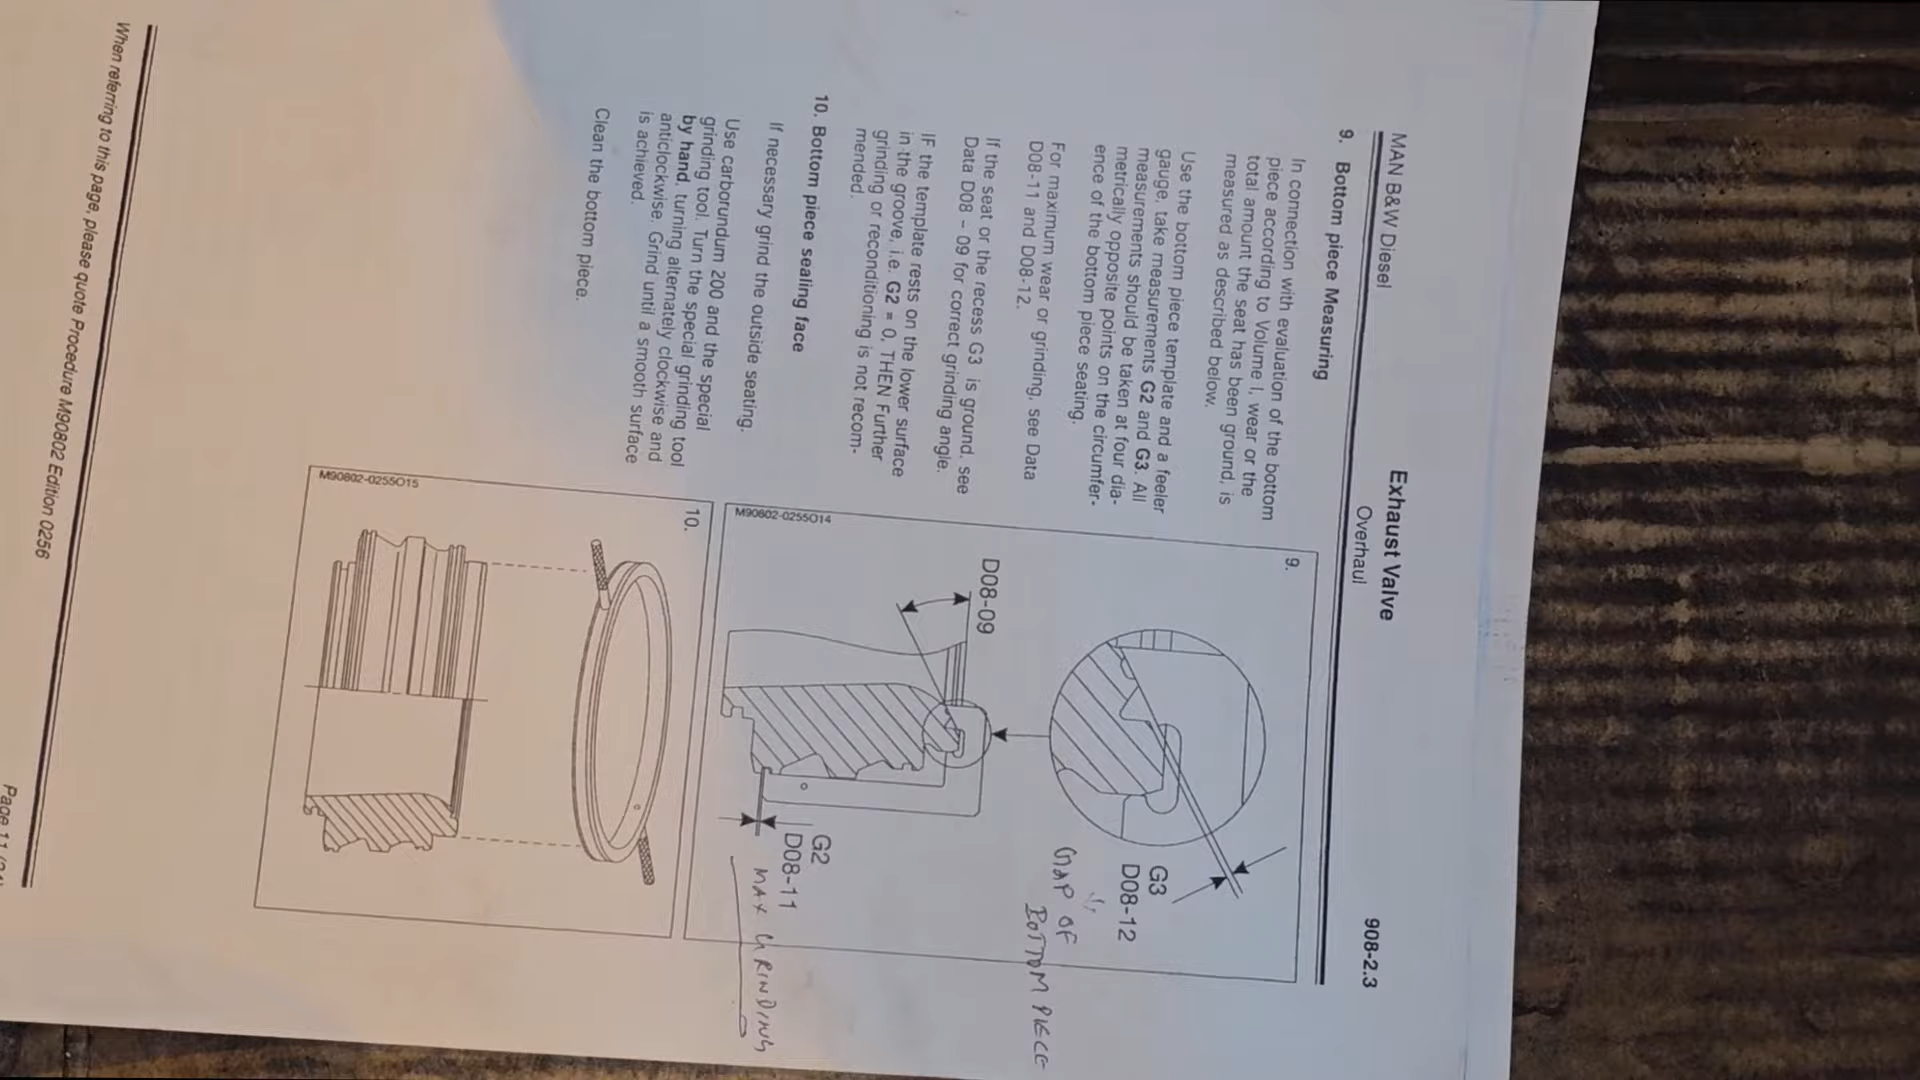 MAN B&W Diesel
Exhaust Valve
Overhaul
908-2.3
9. Bottom piece Measuring
In connection with evaluation of the bottom
piece according to Volume I, wear or the
total amount the seat has been ground, is
measured as described below.
Use the bottom piece template and a feeler
gauge, take measurements G2 and G3. All
measurements should be taken at four dia-
metrically opposite points on the circumfer-
ence of the bottom piece seating.
For maximum wear or grinding, see Data
D08-11 and D08-12.
If the seat or the recess G3 is ground, see
Data D08 - 09 for correct grinding angle.
IF the template rests on the lower surface
in the groove, i.e. G2 = 0, THEN Further
grinding or reconditioning is not recom-
mended.
10. Bottom piece sealing face
If necessary grind the outside seating.
Use carborundum 200 and the special
grinding tool. Turn the special grinding tool
by hand, turning alternately clockwise and
anticlockwise. Grind until a smooth surface
is achieved.
Clean the bottom piece.
9.
G3
D08-12
GAP OF
BOTTOM PIECE
D08-09
G2
D08-11
MAX GRINDING
M90802-0255O14
10.
M90802-0255O15
When referring to this page, please quote Procedure M90802 Edition 0256
Page 11